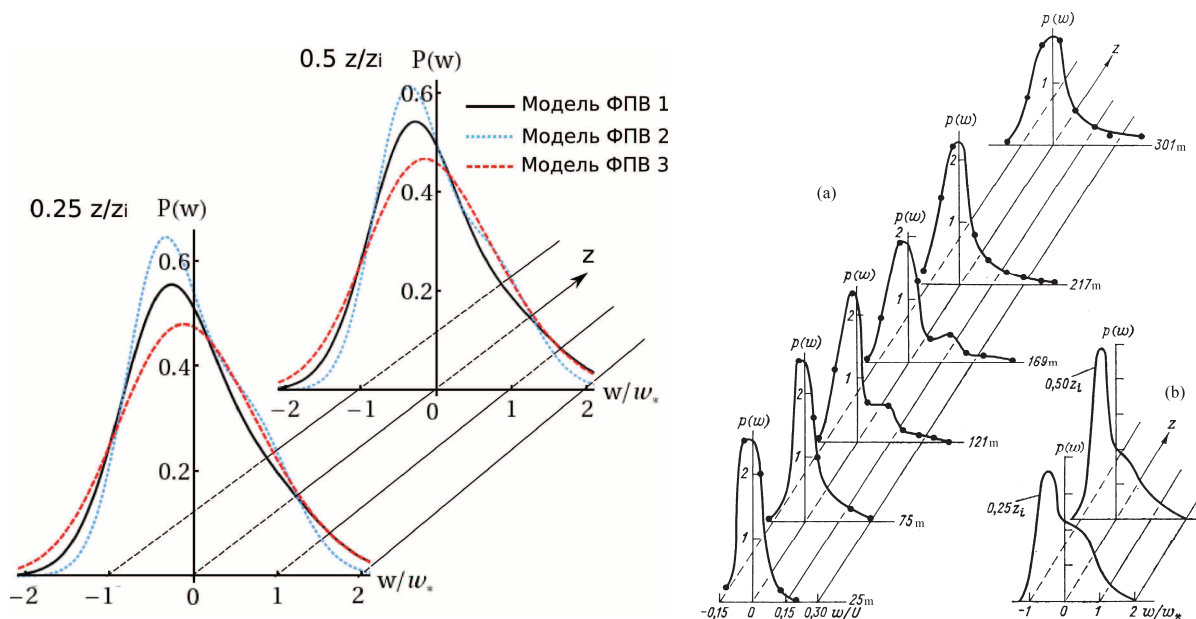 0.5 z/zi
P(w)
0.6
Модель ФПВ 1
Модель ФПВ 2
Модель ФПВ 3
0.4
0.2
z
−2
−1
0
1
2
w/w*
0.25 z/zi
P(w)
0.6
0.4
0.2
−2
−1
0
1
2
w/w*
p(w)
z
1
301m
p(w)
2
1
217m
(a)
p(w)
2
1
169m
p(w)
2
1
121m
p(w)
2
1
75m
p(w)
2
1
25m
−0,15
0
0,15
0,30
w/U
p(w)
0,50zi
(b)
z
p(w)
0,25zi
−1
0
1
2
w/w*